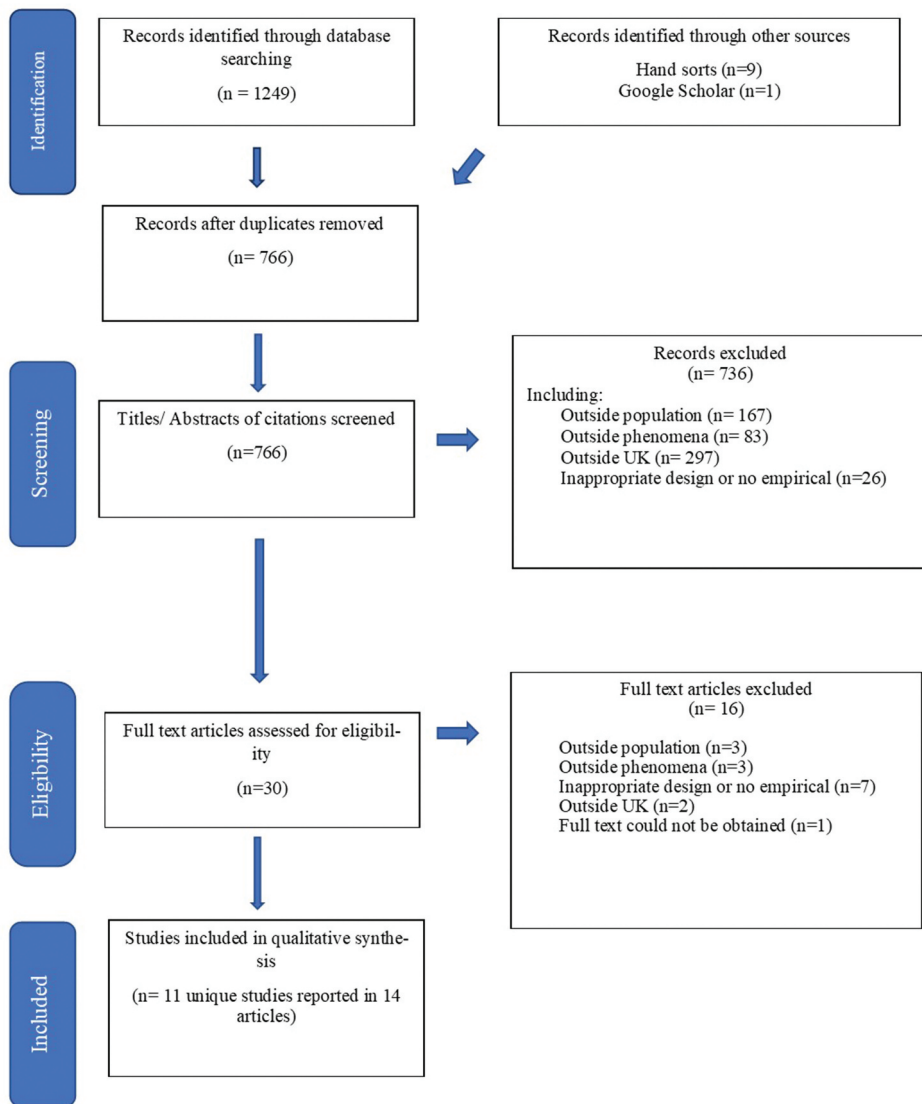 Identification
Records identified through database
searching
(n = 1249)
Records identified through other sources
Hand sorts (n=9)
Google Scholar (n=1)
Records after duplicates removed
(n= 766)
Screening
Titles/ Abstracts of citations screened
(n=766)
Records excluded
(n= 736)
Including:
Outside population (n= 167)
Outside phenomena (n= 83)
Outside UK (n= 297)
Inappropriate design or no empirical (n=26)
Eligibility
Full text articles assessed for eligibil-
ity
(n=30)
Full text articles excluded
(n= 16)
Outside population (n=3)
Outside phenomena (n=3)
Inappropriate design or no empirical (n=7)
Outside UK (n=2)
Full text could not be obtained (n=1)
Included
Studies included in qualitative synthe-
sis
(n= 11 unique studies reported in 14
articles)